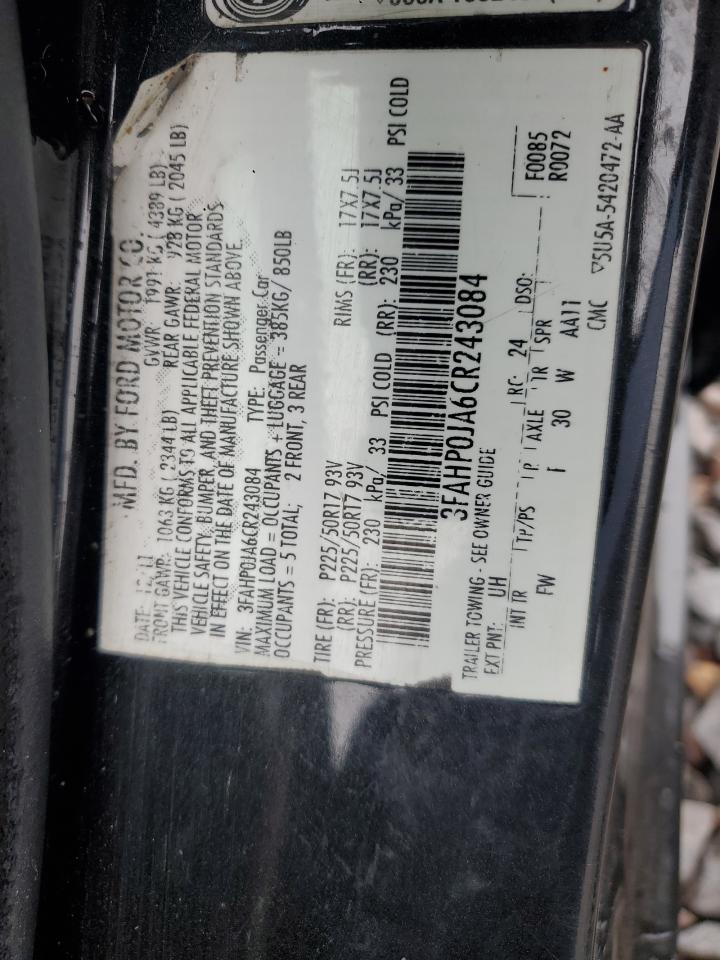 MFD. BY FORD MOTOR CO.
DATE: 12/11 GVWR: 1991 KG ( 4389 LB)
FRONT GAWR: 1063 KG ( 2344LB) REAR GAWR: 928 KG ( 2045 LB)
THIS VEHICLE CONFORMS TO ALL APPLICABLE FEDERAL MOTOR
VEHICLE SAFETY, BUMPER, AND THEFT PREVENTION STANDARDS
IN EFFECT ON THE DATE OF MANUFACTURE SHOWN ABOVE.
VIN: 3FAHP0JA6CR243084 TYPE: Passenger Car
MAXIMUM LOAD = OCCUPANTS + LUGGAGE = 385KG/ 850LB
OCCUPANTS = 5 TOTAL; 2 FRONT, 3 REAR
TIRE (FR): P225/50R17 93V RIMS (FR): 17X7.5J
(RR): P225/50R17 93V (RR): 17X7.5J
PRESSURE (FR): 230 kPa/ 33 PSI COLD (RR): 230 kPa/ 33 PSI COLD
3FAHP0JA6CR243084
TRAILER TOWING - SEE OWNER GUIDE
F0085
EXT PNT: UH RC: 24 DSO: R0072
INT TR TP/PS R AXLE TR SPR
FW I 30 W AA11
CMC ▽5U5A-5420472-AA